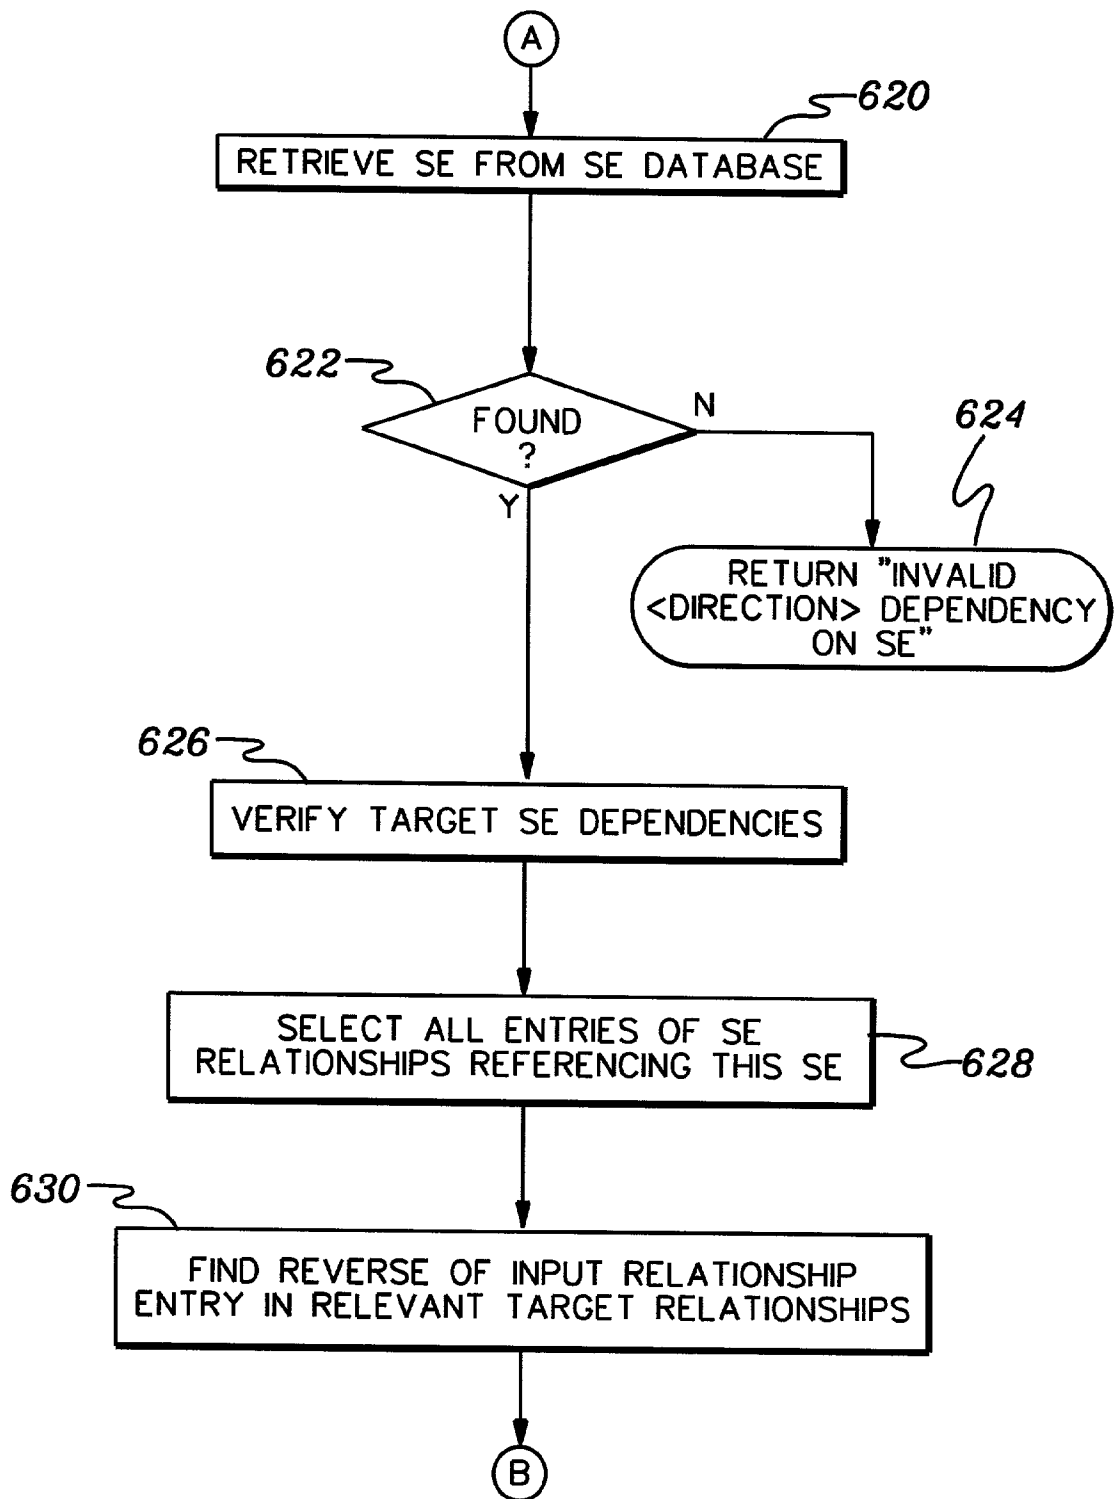 A
620
RETRIEVE SE FROM SE DATABASE
622
FOUND
?
N
Y
624
RETURN "INVALID
<DIRECTION> DEPENDENCY
ON SE"
626
VERIFY TARGET SE DEPENDENCIES
SELECT ALL ENTRIES OF SE
RELATIONSHIPS REFERENCING THIS SE
628
630
FIND REVERSE OF INPUT RELATIONSHIP
ENTRY IN RELEVANT TARGET RELATIONSHIPS
B